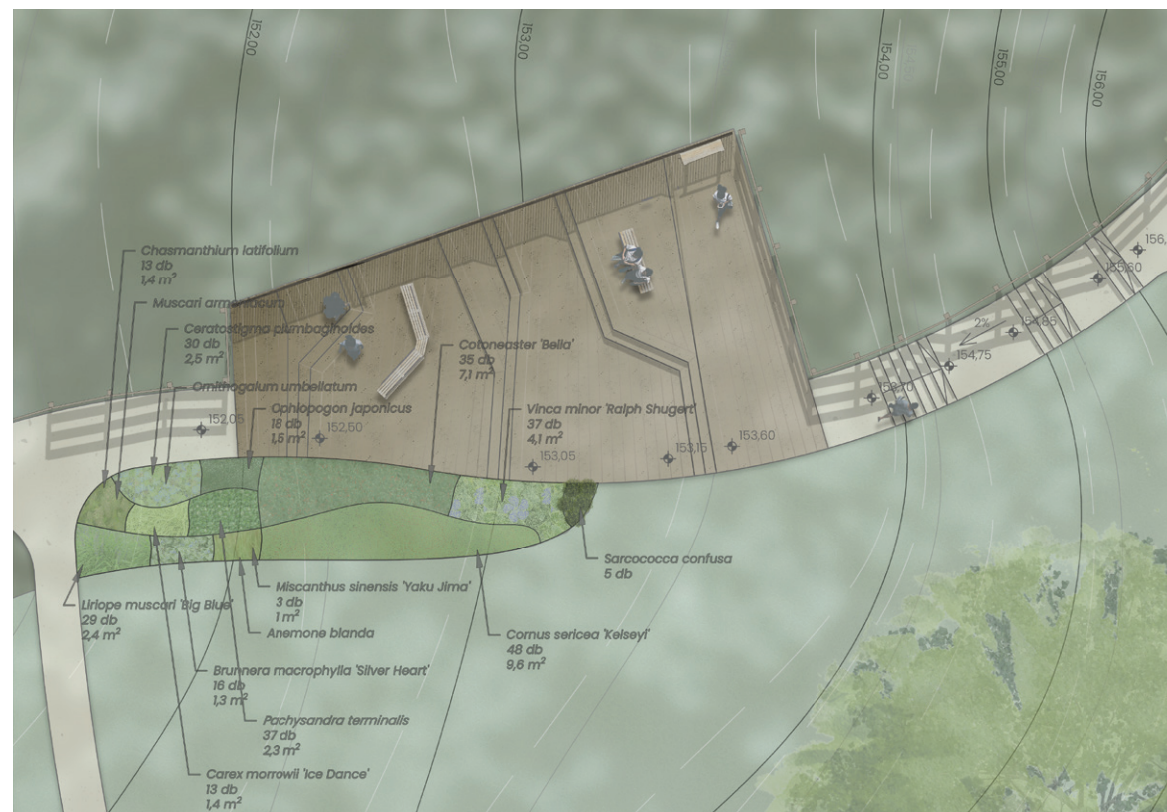 152,00
153,00
154,00
155,00
156,00
156,
155,60
154,85
2%
154,75
153,70
153,60
153,15
153,05
152,50
152,05
Chasmanthium latifolium
13 db
1,4 m²
Muscari armeniacum
Ceratostigma plumbaginoides
30 db
2,5 m²
Ornithogalum umbellatum
Ophiopogon japonicus
18 db
1,5 m²
Cotoneaster 'Bella'
35 db
7,1 m²
Vinca minor 'Ralph Shugert'
37 db
4,1 m²
Sarcococca confusa
5 db
Miscanthus sinensis 'Yaku Jima'
3 db
1 m²
Liriope muscari 'Big Blue'
29 db
2,4 m²
Anemone blanda
Cornus sericea 'Kelseyi'
48 db
9,6 m²
Brunnera macrophylla 'Silver Heart'
16 db
1,3 m²
Pachysandra terminalis
37 db
2,3 m²
Carex morrowii 'Ice Dance'
13 db
1,4 m²